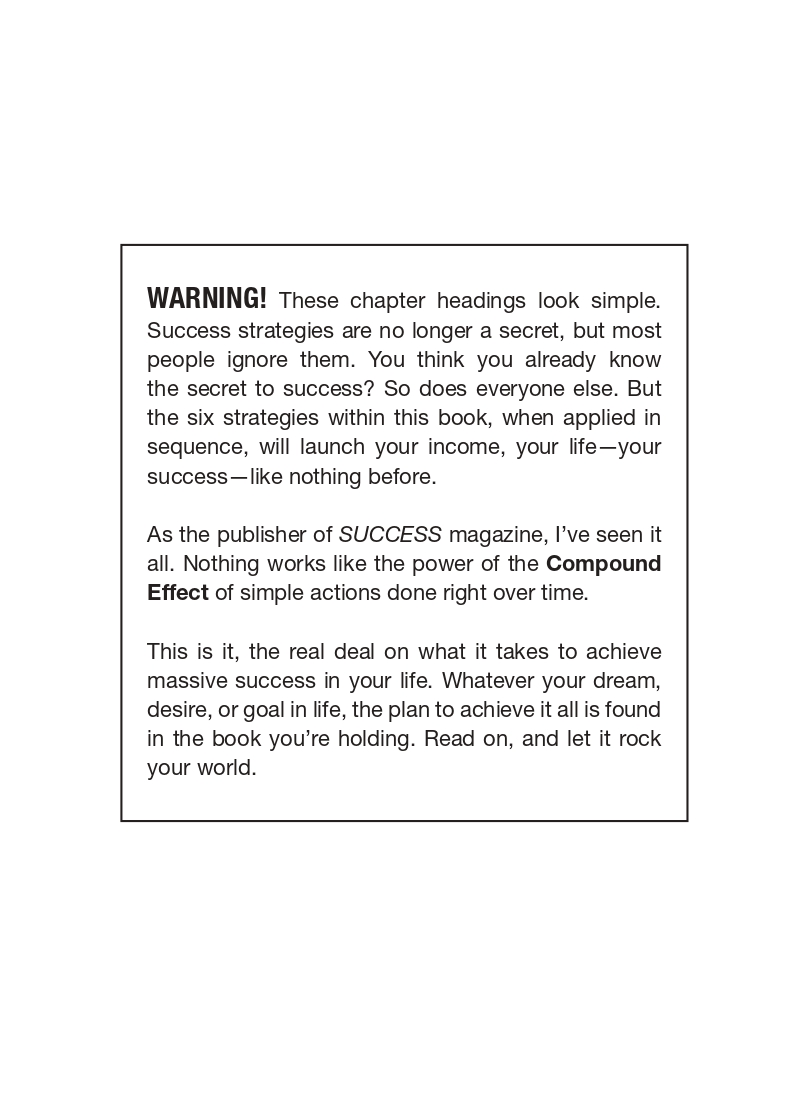 WARNING! These chapter headings look simple.
Success strategies are no longer a secret, but most
people ignore them. You think you already know
the secret to success? So does everyone else. But
the six strategies within this book, when applied in
sequence, will launch your income, your life—your
success—like nothing before.
As the publisher of SUCCESS magazine, I’ve seen it
all. Nothing works like the power of the Compound
Effect of simple actions done right over time.
This is it, the real deal on what it takes to achieve
massive success in your life. Whatever your dream,
desire, or goal in life, the plan to achieve it all is found
in the book you’re holding. Read on, and let it rock
your world.